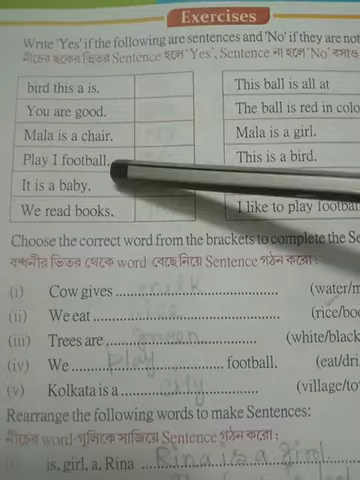 Exercises
Write 'Yes' if the following are sentences and 'No' if they are not
নীচের ছকের ভিতর Sentence হলে 'Yes', Sentence না হলে 'No' বসাও
bird this a is. This ball is all at
You are good. The ball is red in colo
Mala is a chair. Mala is a girl.
Play I football. This is a bird.
It is a baby.
We read books. I like to play football
Choose the correct word from the brackets to complete the Se
বন্ধনীর ভিতর থেকে word বেছে নিয়ে Sentence গঠন করো :
(i) Cow gives milk (water/m
(ii) We eat rice (rice/bo
(iii) Trees are green (white/black
(iv) We play football. (eat/dri
(v) Kolkata is a city (village/to
Rearrange the following words to make Sentences:
নীচের word-গুলিকে সাজিয়ে Sentence গঠন করো :
is, girl, a, Rina Rina is a girl.